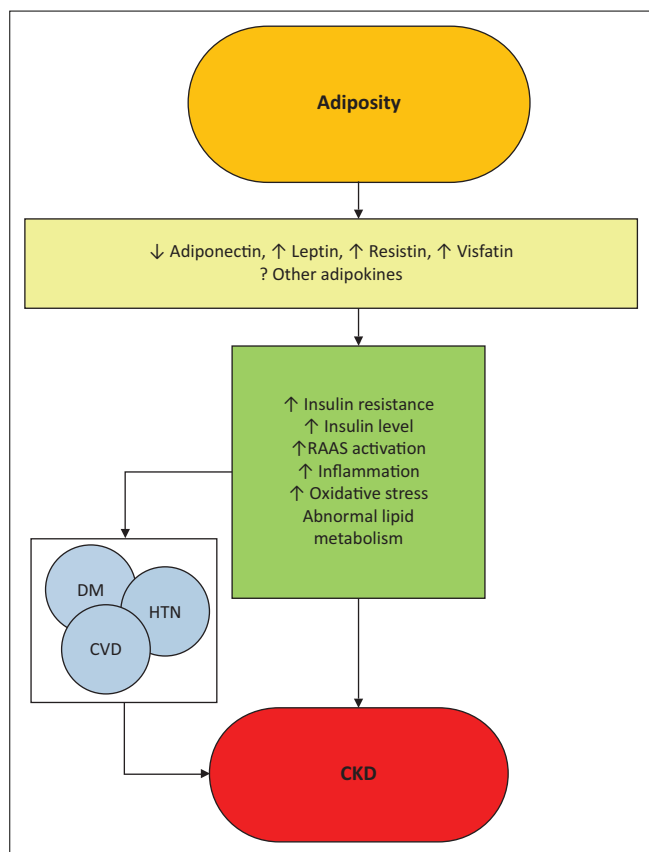 Adiposity
↓ Adiponectin, ↑ Leptin, ↑ Resistin, ↑ Visfatin
? Other adipokines
↑ Insulin resistance
↑ Insulin level
↑RAAS activation
↑ Inflammation
↑ Oxidative stress
Abnormal lipid
metabolism
DM
HTN
CVD
CKD